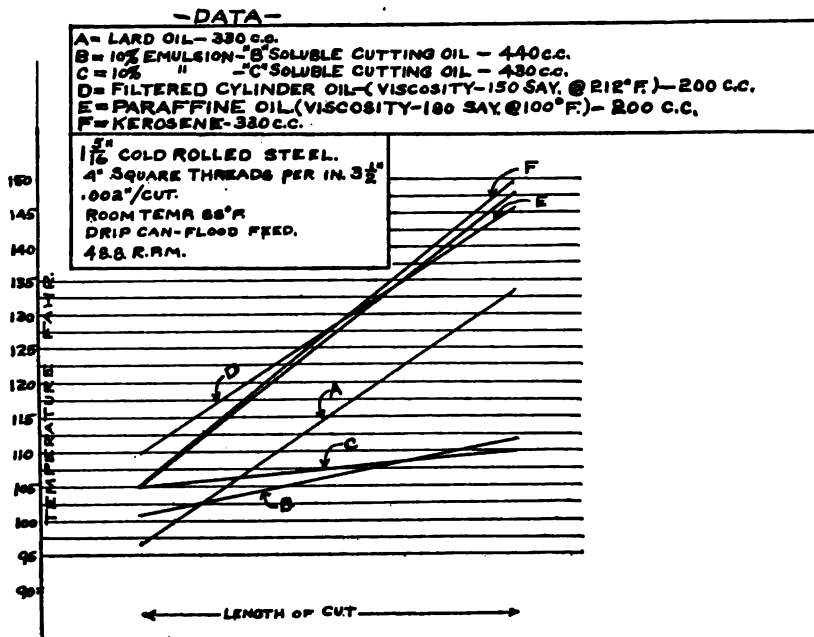 -DATA-
A= LARD OIL-330 C.C.
B= 10% EMULSION-"B" SOLUBLE CUTTING OIL - 440 C.C.
C= 10% " -"C" SOLUBLE CUTTING OIL - 430 C.C.
D= FILTERED CYLINDER OIL-(VISCOSITY-150 SAY. @ 212°F.)-200 C.C.
E= PARAFFINE OIL.(VISCOSITY-180 SAY. @100°F.)- 200 C.C.
F= KEROSENE-330 C.C.
1 5/16" COLD ROLLED STEEL.
4" SQUARE THREADS PER IN. 3 1/2"
.002"/CUT.
ROOM TEMP. 68°F.
DRIP CAN-FLOOD FEED.
48.8 R.P.M.
150
145
140
135
130
125
120
115
110
105
100
95
90
TEMPERATURE FAHR.
F
E
D
A
C
B
LENGTH OF CUT